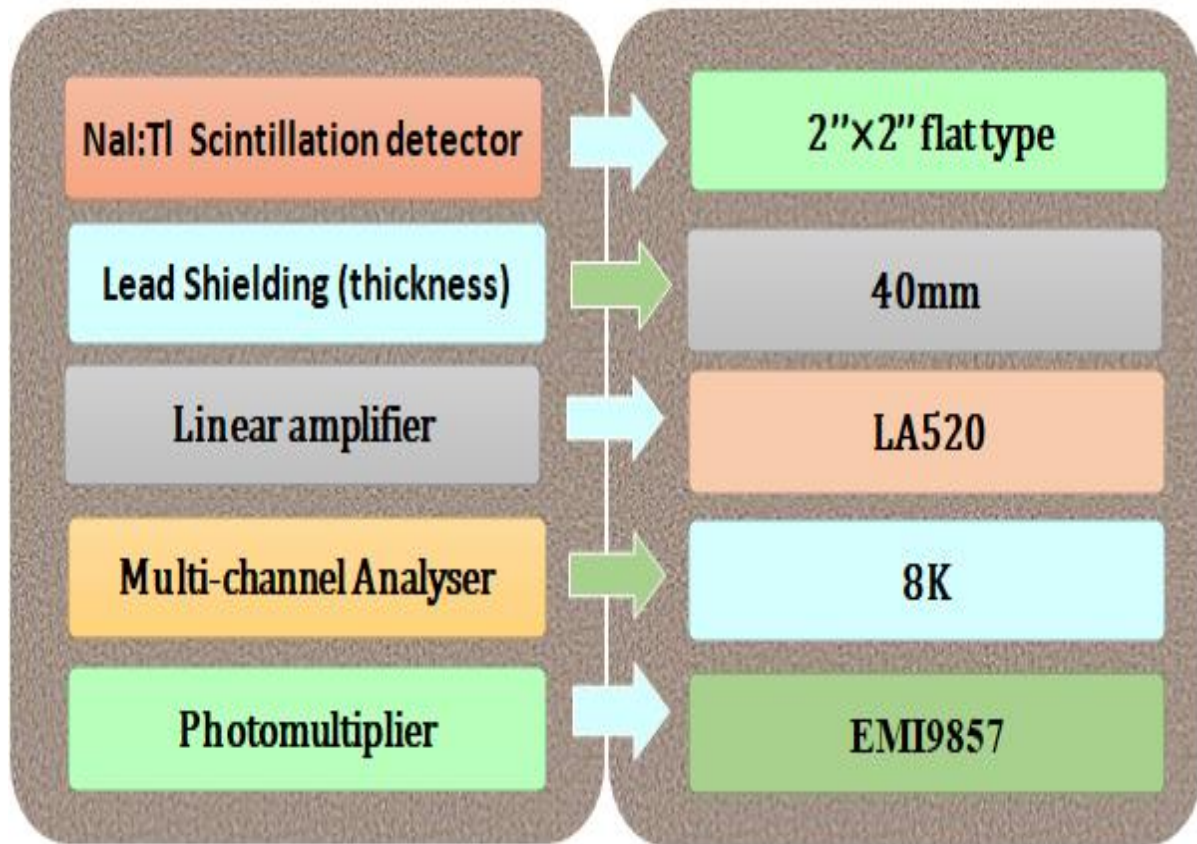 NaI:Tl Scintillation detector
2”×2” flat type
Lead Shielding (thickness)
40mm
Linear amplifier
LA520
Multi-channel Analyser
8K
Photomultiplier
EMI9857